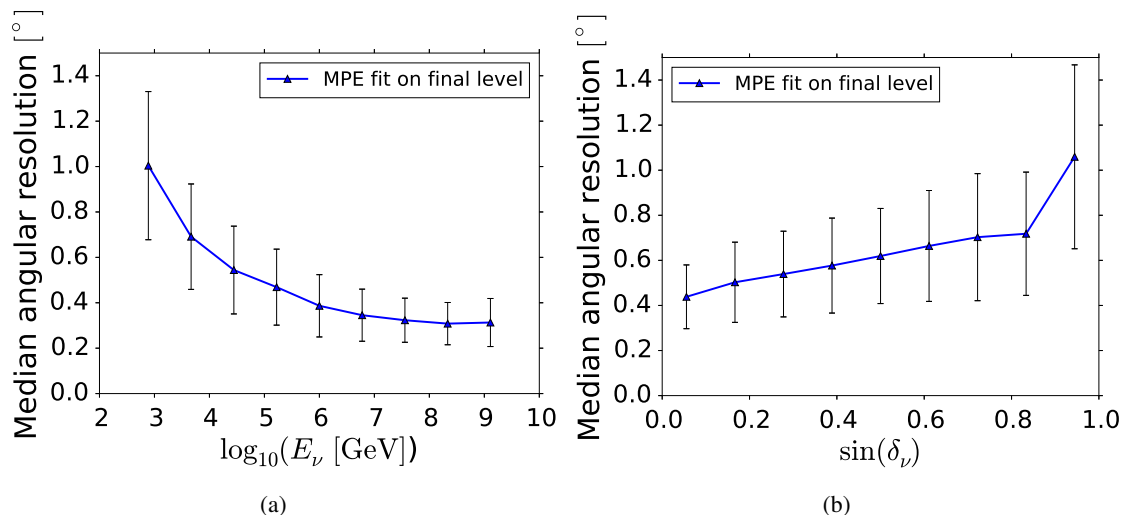 Median angular resolution [°]
1.4
1.2
1.0
0.8
0.6
0.4
0.2
0.0
MPE fit on final level
2 3 4 5 6 7 8 9 10
log₁₀(Eν [GeV])
(a)
Median angular resolution [°]
1.4
1.2
1.0
0.8
0.6
0.4
0.2
0.0
MPE fit on final level
0.0 0.2 0.4 0.6 0.8 1.0
sin(δν)
(b)